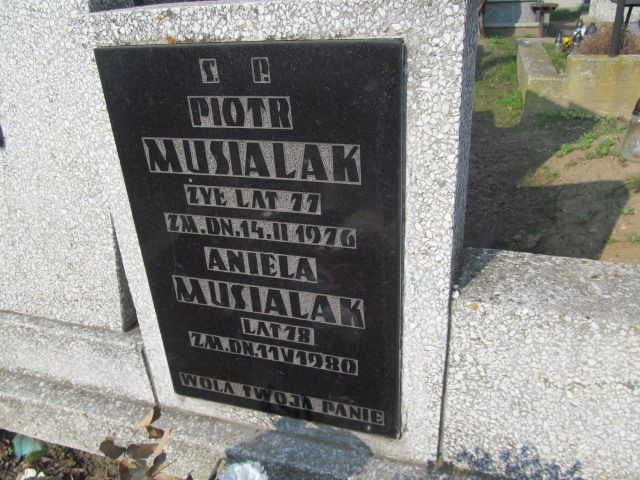 Ś. P.
PIOTR
MUSIALAK
ŻYŁ LAT 77
ZM. DN. 14.II 1976
ANIELA
MUSIALAK
LAT 78
ZM. DN. 11 V 1980
WOLA TWOJA PANIE